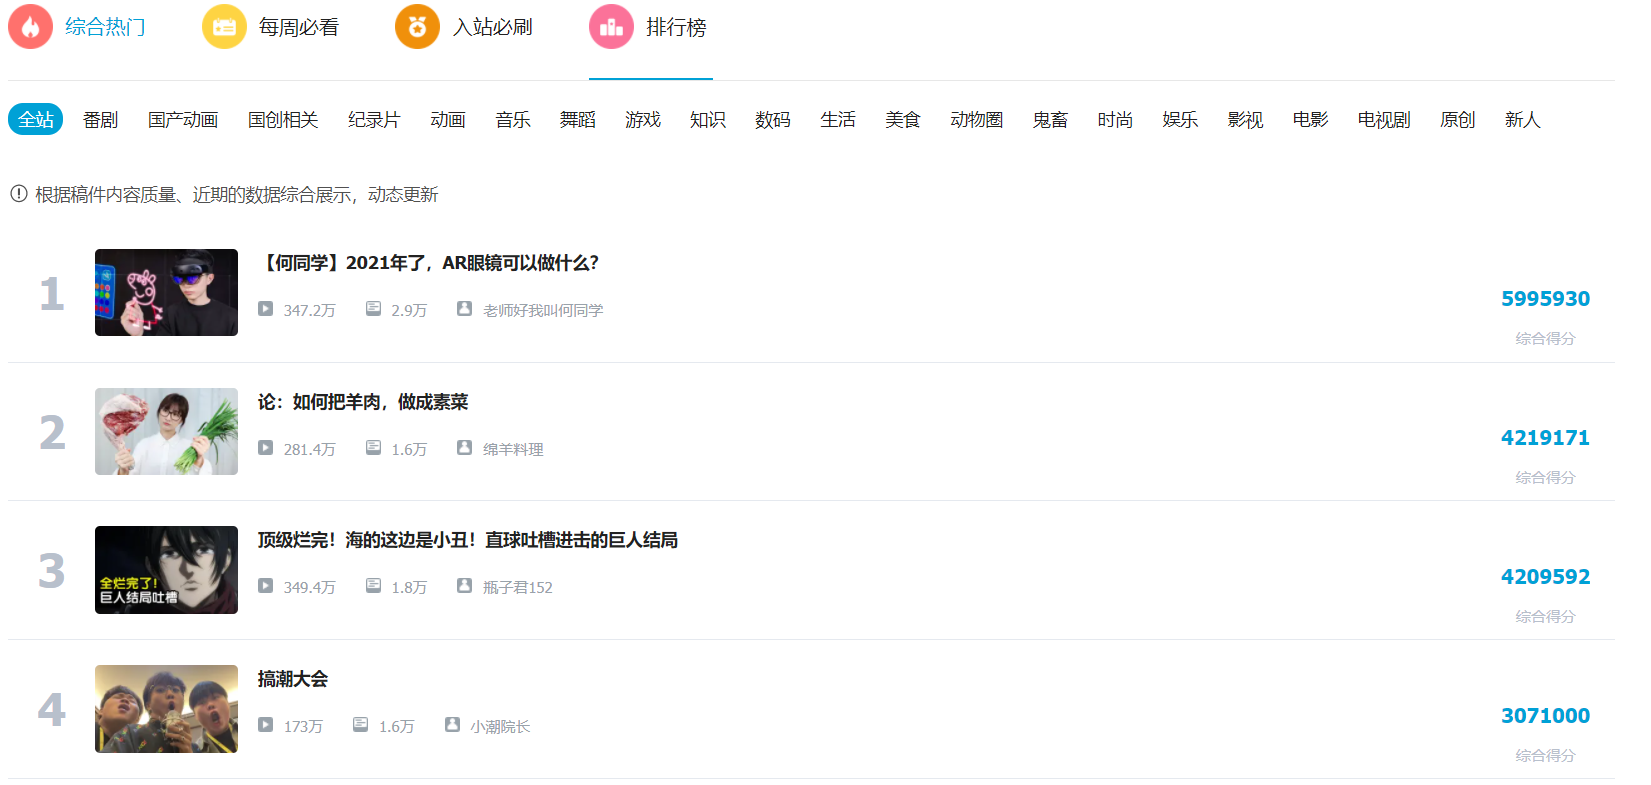 综合热门 每周必看 入站必刷 排行榜
全站 番剧 国产动画 国创相关 纪录片 动画 音乐 舞蹈 游戏 知识 数码 生活 美食 动物圈 鬼畜 时尚 娱乐 影视 电影 电视剧 原创 新人
根据稿件内容质量、近期的数据综合展示，动态更新
1
【何同学】2021年了，AR眼镜可以做什么？
347.2万 2.9万 老师好我叫何同学
5995930
综合得分
2
论：如何把羊肉，做成素菜
281.4万 1.6万 绵羊料理
4219171
综合得分
3
全烂完了！
巨人结局吐槽
顶级烂完！海的这边是小丑！直球吐槽进击的巨人结局
349.4万 1.8万 瓶子君152
4209592
综合得分
4
搞潮大会
173万 1.6万 小潮院长
3071000
综合得分